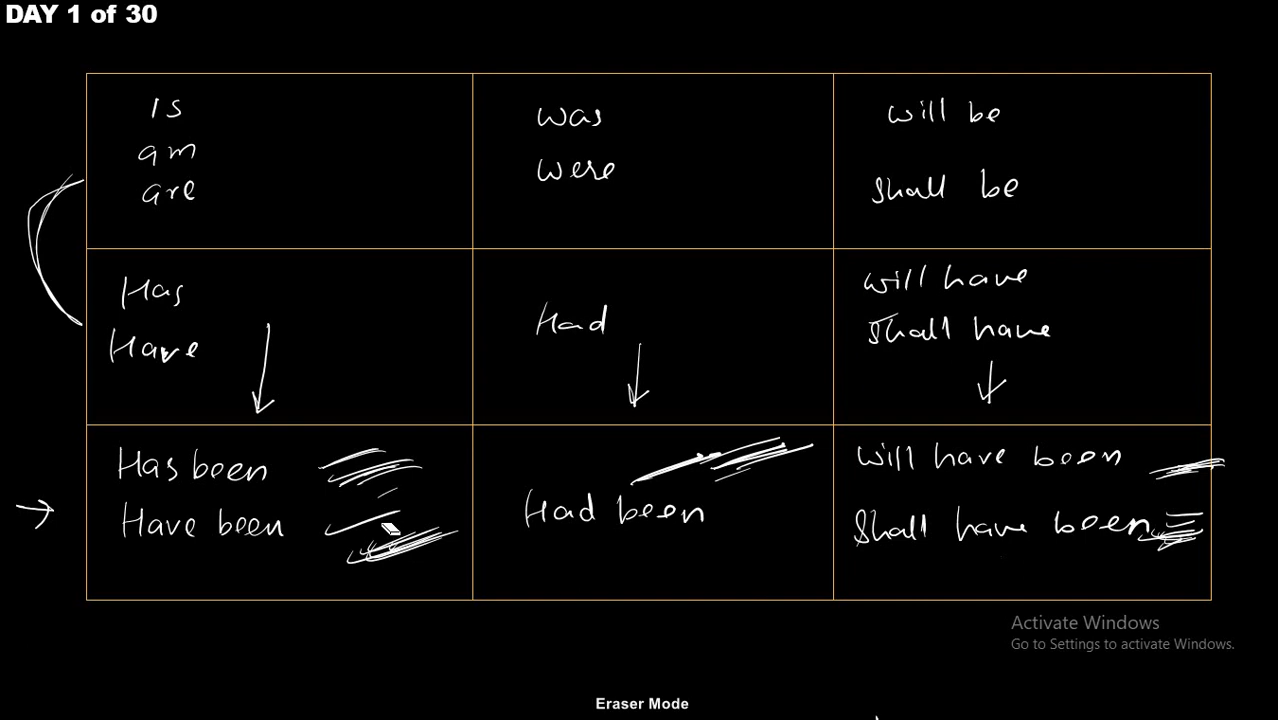 DAY 1 of 30
Is
am
are
was
were
will be
Shall be
Has
Have
Had
will have
Shall have
Has been
Have been
Had been
will have been
Shall have been
Activate Windows
Go to Settings to activate Windows.
Eraser Mode